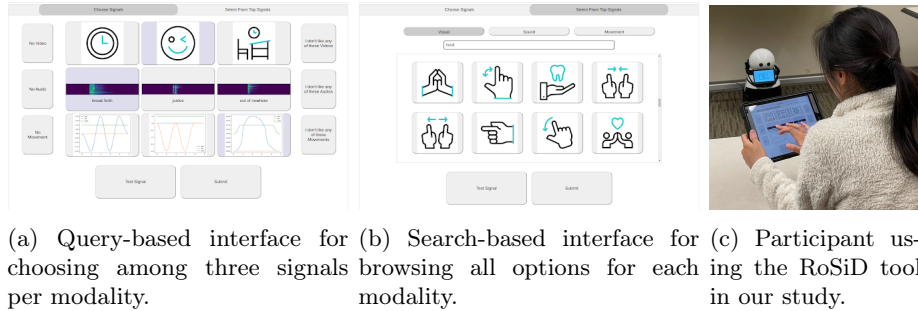 Choose Signals
Select From Top Signals
No Video
I don't like any
of these Videos
No Audio
broad forth
justice
out of nowhere
I don't like any
of these Audios
No
Movement
I don't like any
of these
Movements
Test Signal
Submit
Choose Signals
Select From Top Signals
Visual
Sound
Movement
Test Signal
Submit
(a) Query-based interface for
choosing among three signals
per modality.
(b) Search-based interface for
browsing all options for each
modality.
(c) Participant us-
ing the RoSiD tool
in our study.